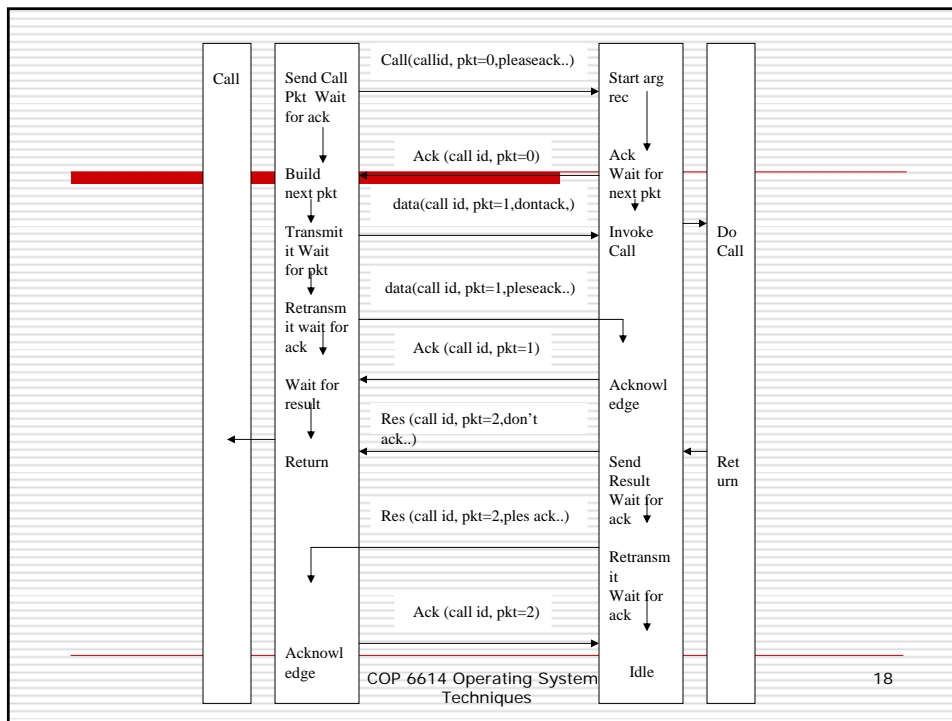 Call(callid, pkt=0,pleaseack..)
Call
Send Call
Pkt Wait
for ack
Start arg
rec
Ack (call id, pkt=0)
Ack
Wait for
next pkt
Build
next pkt
data(call id, pkt=1,dontack,)
Transmit
it Wait
for pkt
Invoke
Call
Do
Call
data(call id, pkt=1,pleseack..)
Retransm
it wait for
ack
Ack (call id, pkt=1)
Wait for
result
Acknowl
edge
Res (call id, pkt=2,don't
ack..)
Return
Send
Result
Wait for
ack
Ret
urn
Res (call id, pkt=2,ples ack..)
Retransm
it
Wait for
ack
Ack (call id, pkt=2)
Acknowl
edge
Idle
COP 6614 Operating System
Techniques
18